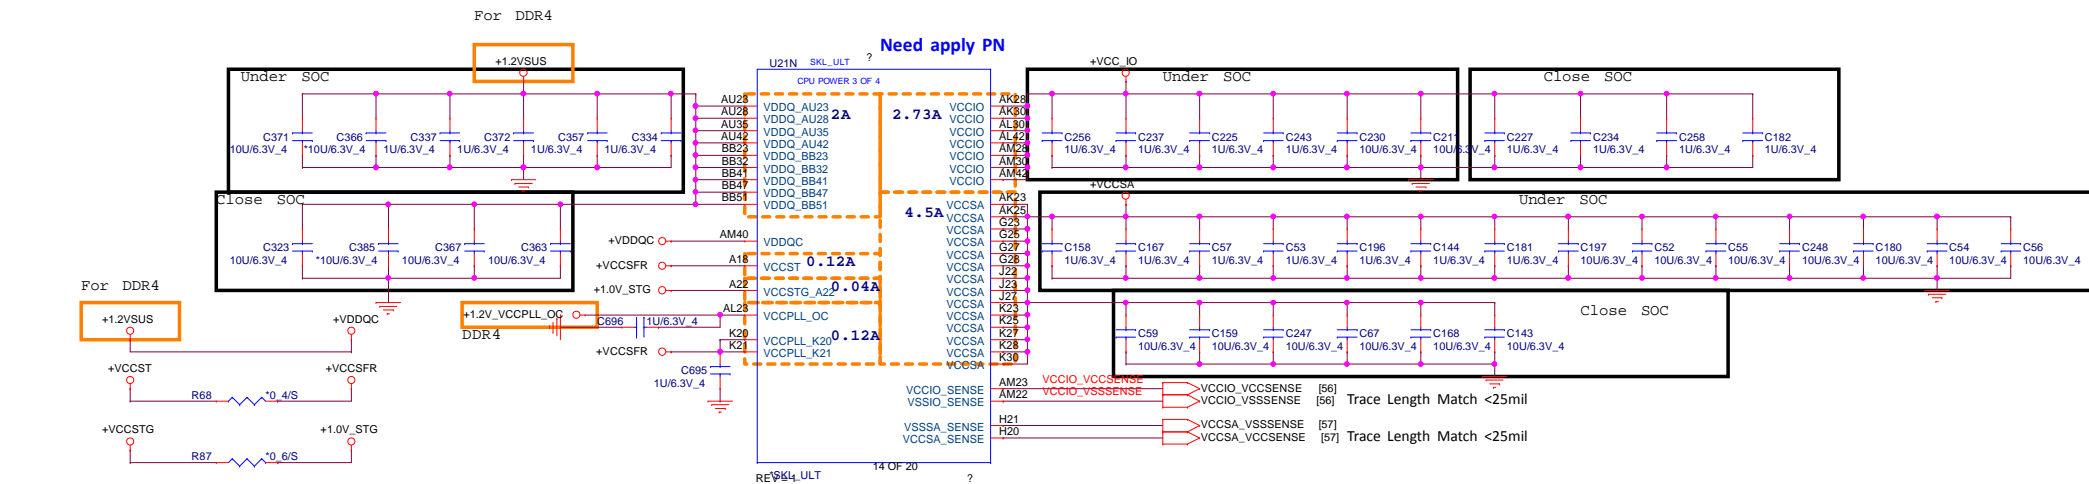 For DDR4
Need apply PN
+1.2VSUS
U21N
SKL_ULT
?
+VCC_IO
Under SOC
CPU POWER 3 OF 4
Under SOC
Close SOC
AU23
VDDQ_AU23
2A
2.73A
VCCIO
AK28
AU28
VDDQ_AU28
VCCIO
AK30
AU35
VDDQ_AU35
VCCIO
AL30
AU42
VDDQ_AU42
VCCIO
AL42
BB23
VDDQ_BB23
VCCIO
AM28
BB32
VDDQ_BB32
VCCIO
AM30
BB41
VDDQ_BB41
VCCIO
AM42
BB47
VDDQ_BB47
BB51
VDDQ_BB51
C371
C366
C337
C372
C357
C334
10U/6.3V_4
*10U/6.3V_4
1U/6.3V_4
1U/6.3V_4
1U/6.3V_4
1U/6.3V_4
C256
C237
C225
C243
C230
C211
C227
C234
C258
C182
1U/6.3V_4
1U/6.3V_4
1U/6.3V_4
1U/6.3V_4
10U/6.3V_4
10U/6.3V_4
1U/6.3V_4
1U/6.3V_4
1U/6.3V_4
1U/6.3V_4
Close SOC
+VCCSA
Under SOC
4.5A
VCCSA
AK23
VCCSA
AK25
VCCSA
G23
VCCSA
G25
VCCSA
G27
VCCSA
G28
VCCSA
J22
VCCSA
J23
VCCSA
J27
VCCSA
K23
VCCSA
K25
VCCSA
K27
VCCSA
K28
VCCSA
K30
C323
C385
C367
C363
10U/6.3V_4
*10U/6.3V_4
10U/6.3V_4
10U/6.3V_4
+VDDQC
AM40
VDDQC
+VCCSFR
A18
VCCST
0.12A
+1.0V_STG
A22
VCCSTG_A22
0.04A
+1.2V_VCCPLL_OC
AL23
VCCPLL_OC
C696
1U/6.3V_4
DDR4
K20
VCCPLL_K20
0.12A
+VCCSFR
K21
VCCPLL_K21
C695
1U/6.3V_4
C158
C167
C57
C53
C196
C144
C181
C197
C52
C55
C248
C180
C54
C56
1U/6.3V_4
1U/6.3V_4
1U/6.3V_4
1U/6.3V_4
1U/6.3V_4
1U/6.3V_4
1U/6.3V_4
10U/6.3V_4
10U/6.3V_4
10U/6.3V_4
10U/6.3V_4
10U/6.3V_4
10U/6.3V_4
10U/6.3V_4
Close SOC
C59
C159
C247
C67
C168
C143
10U/6.3V_4
10U/6.3V_4
10U/6.3V_4
10U/6.3V_4
10U/6.3V_4
10U/6.3V_4
For DDR4
+1.2VSUS
+VDDQC
+VCCST
+VCCSFR
R68
*0_4/S
+VCCSTG
+1.0V_STG
R87
*0_6/S
VCCIO_SENSE
AM23
VCCIO_VCCSENSE
VCCIO_VCCSENSE [56]
VSSIO_SENSE
AM22
VCCIO_VSSSENSE
VCCIO_VSSSENSE [56] Trace Length Match <25mil
VSSSA_SENSE
H21
VCCSA_VSSSENSE [57]
VCCSA_SENSE
H20
VCCSA_VCCSENSE [57] Trace Length Match <25mil
14 OF 20
*SKL_ULT
REV = 1
?